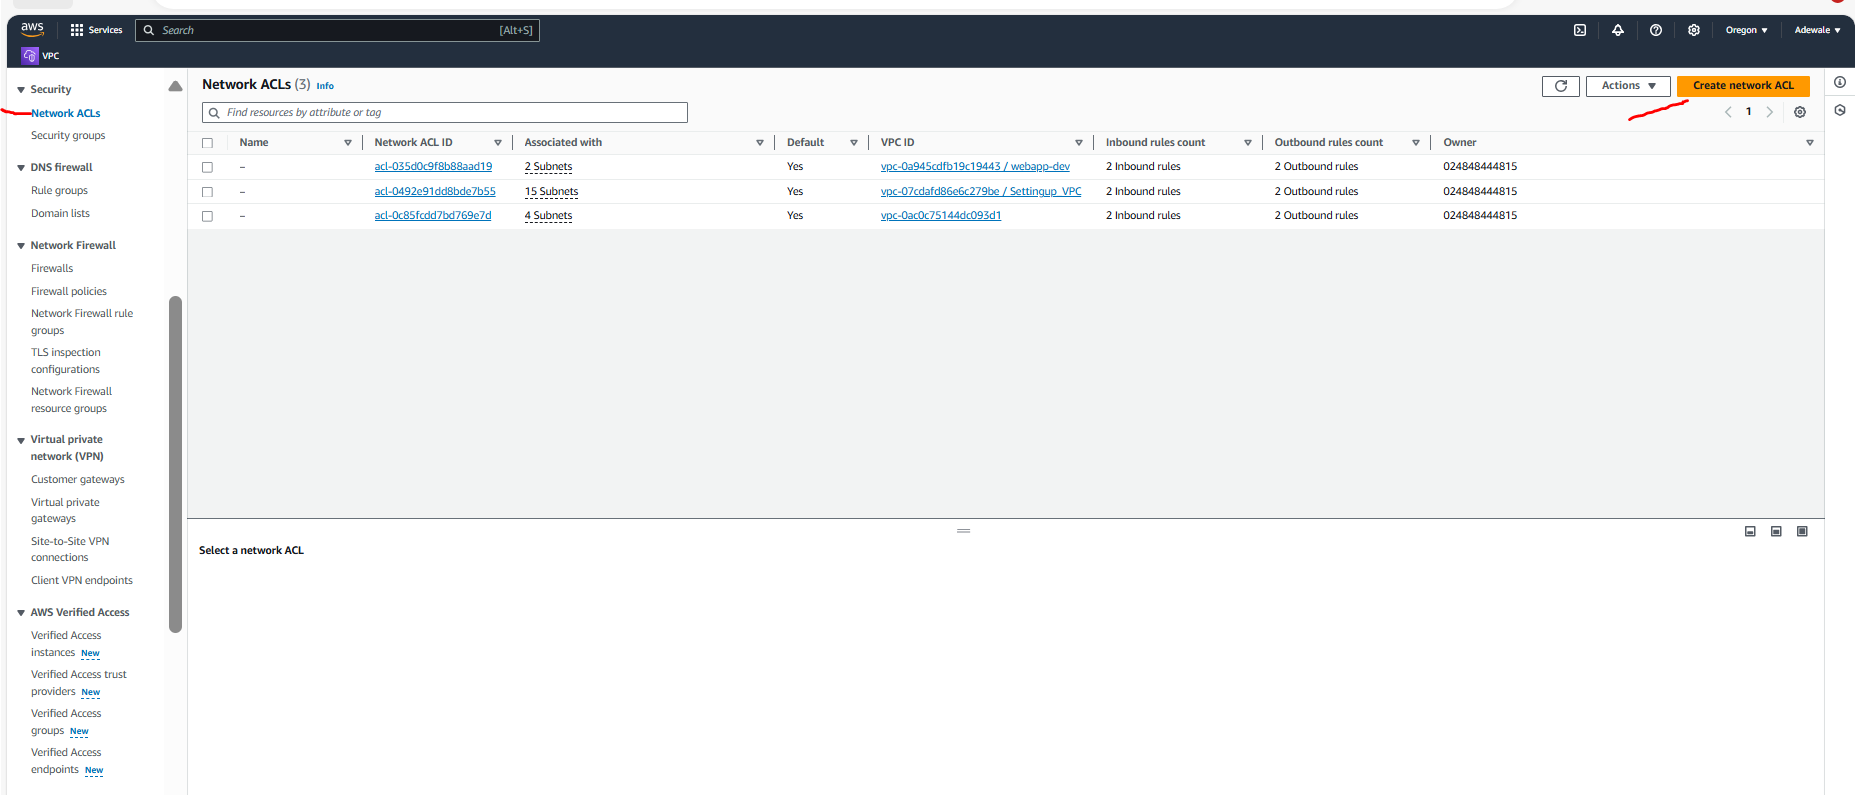 aws
Services
Search
[Alt+S]
Oregon ▼
Adewale ▼
VPC
▼ Security
Network ACLs
Security groups
▼ DNS firewall
Rule groups
Domain lists
▼ Network Firewall
Firewalls
Firewall policies
Network Firewall rule
groups
TLS inspection
configurations
Network Firewall
resource groups
▼ Virtual private
network (VPN)
Customer gateways
Virtual private
gateways
Site-to-Site VPN
connections
Client VPN endpoints
▼ AWS Verified Access
Verified Access
instances New
Verified Access trust
providers New
Verified Access
groups New
Verified Access
endpoints New
Network ACLs (3) Info
Actions ▼
Create network ACL
Find resources by attribute or tag
1
Name Network ACL ID Associated with Default VPC ID Inbound rules count Outbound rules count Owner
– acl-035d0c9f8b88aad19 2 Subnets Yes vpc-0a945cdfb19c19443 / webapp-dev 2 Inbound rules 2 Outbound rules 024848444815
– acl-0492e91dd8bde7b55 15 Subnets Yes vpc-07cdafd86e6c279be / Settingup_VPC 2 Inbound rules 2 Outbound rules 024848444815
– acl-0c85fcdd7bd769e7d 4 Subnets Yes vpc-0ac0c75144dc093d1 2 Inbound rules 2 Outbound rules 024848444815
Select a network ACL